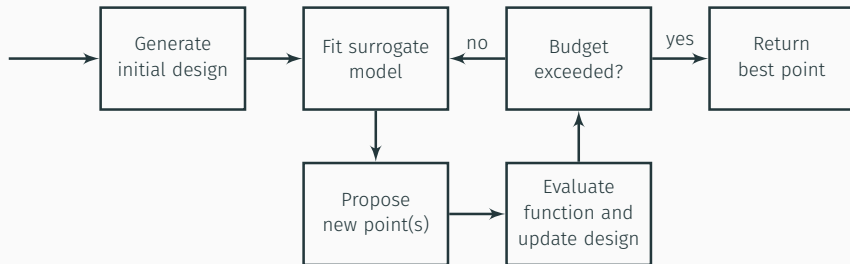 Generate
initial design
Fit surrogate
model
no
Budget
exceeded?
yes
Return
best point
Propose
new point(s)
Evaluate
function and
update design